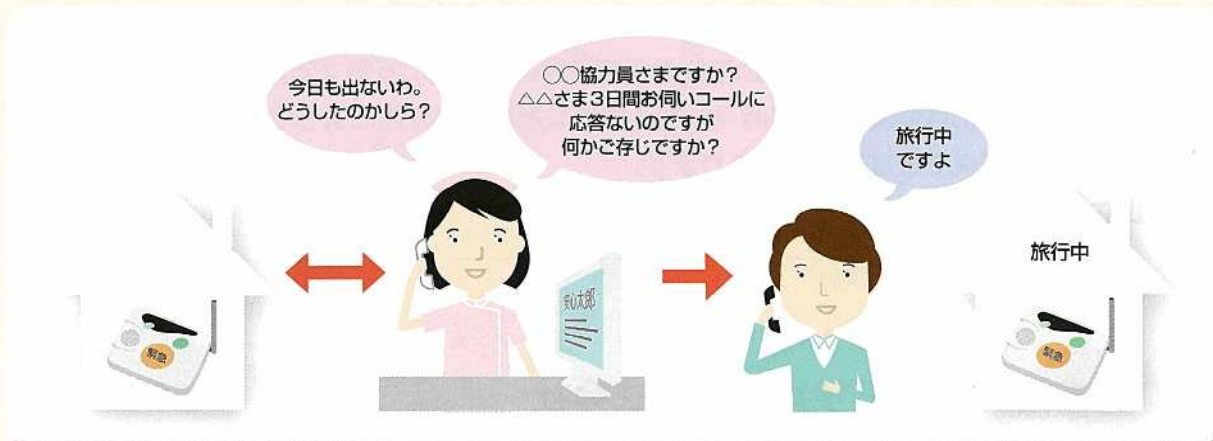 今日も出ないわ。
どうしたのかしら？
○○協力員さまですか？
△△さま3日間お伺いコールに
応答ないのですが
何かご存じですか？
旅行中
ですよ
緊急
安心太郎
旅行中
緊急